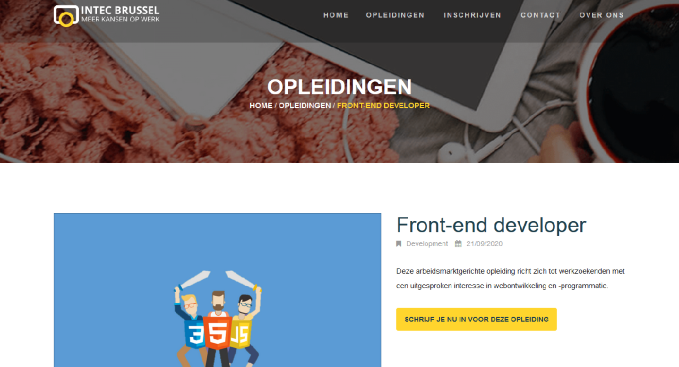 INTEC BRUSSEL
MEER KANSEN OP WERK
HOME OPLEIDINGEN INSCHRIJVEN CONTACT OVER ONS
OPLEIDINGEN
HOME / OPLEIDINGEN / FRONT-END DEVELOPER
Front-end developer
Development 21/09/2020
Deze arbeidsmarktgerichte opleiding richt zich tot werkzoekenden met
een uitgesproken interesse in webontwikkeling en -programmatie.
SCHRIJF JE NU IN VOOR DEZE OPLEIDING
3 5 JS